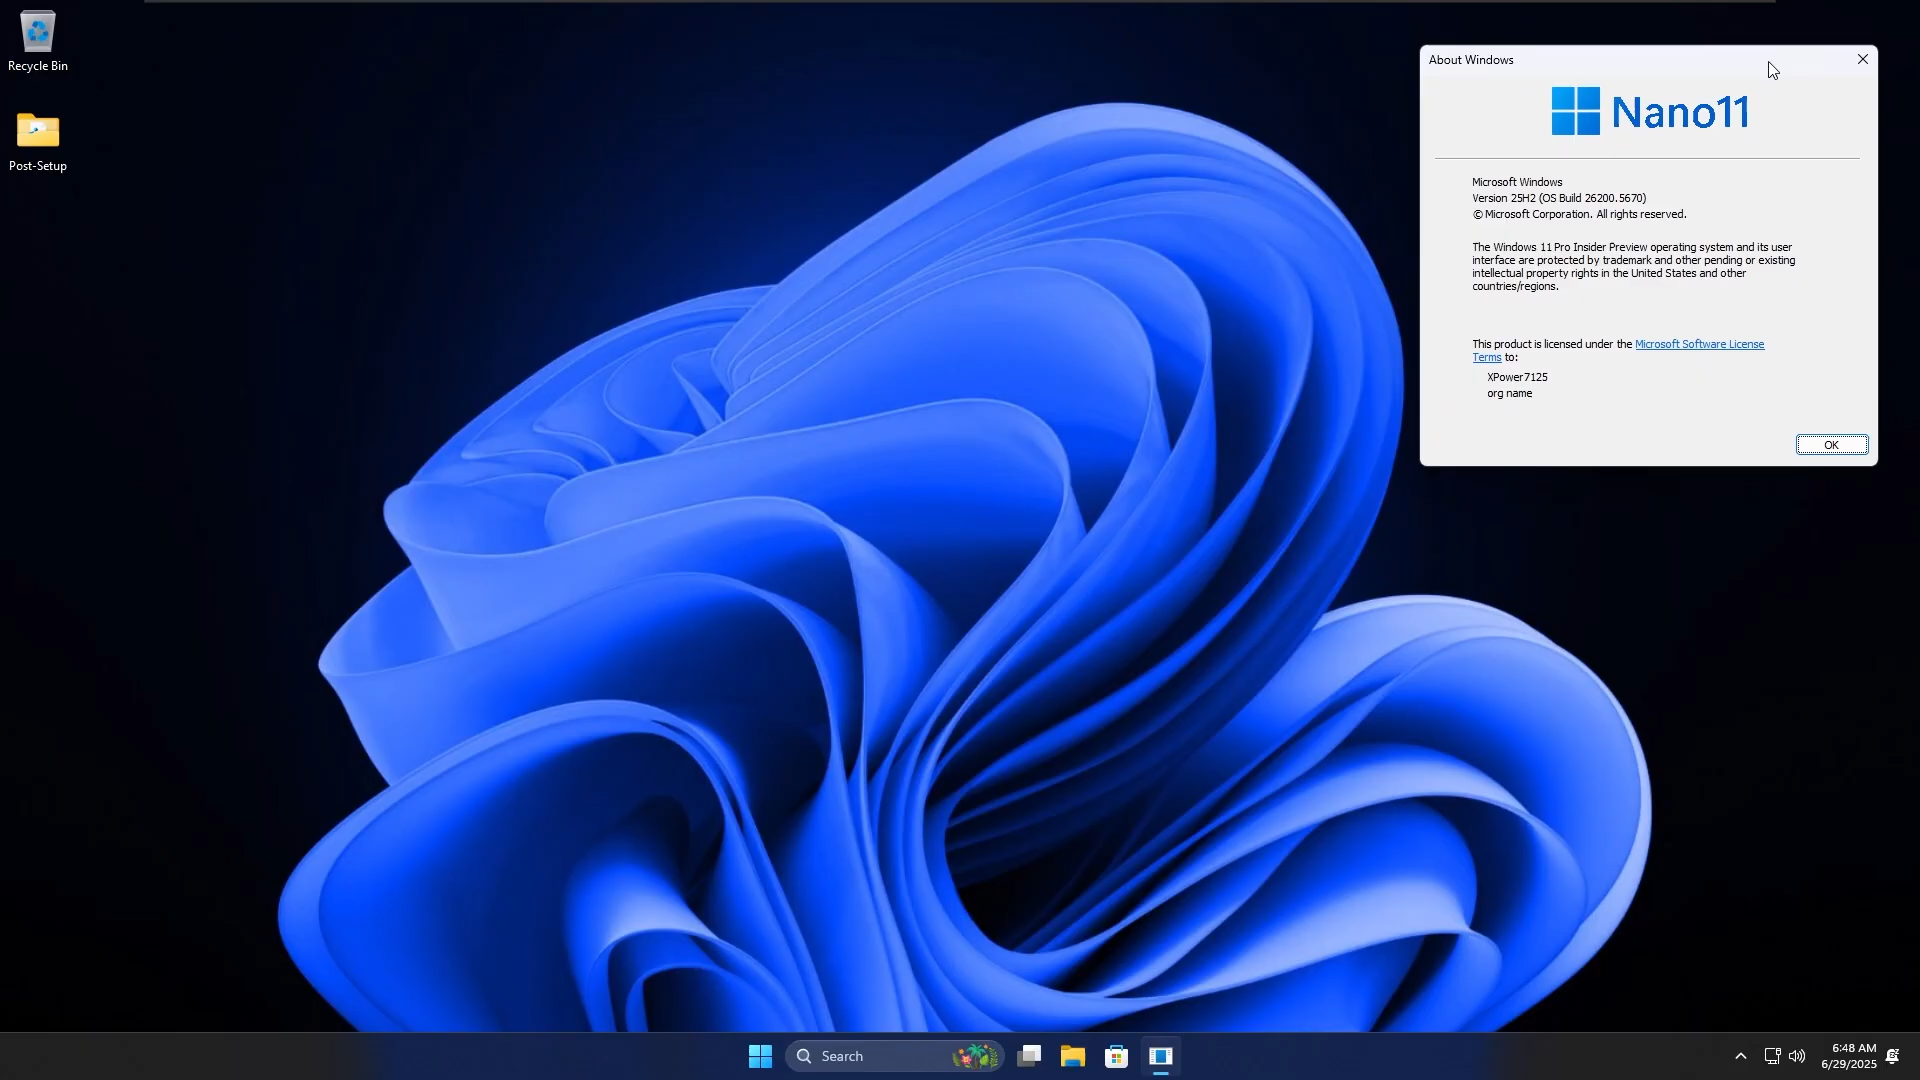 Recycle Bin
Post-Setup
About Windows
Nano11
Microsoft Windows
Version 25H2 (OS Build 26200.5670)
© Microsoft Corporation. All rights reserved.
The Windows 11 Pro Insider Preview operating system and its user
interface are protected by trademark and other pending or existing
intellectual property rights in the United States and other
countries/regions.
This product is licensed under the Microsoft Software License
Terms to:
XPower7125
org name
OK
Search
6:48 AM
6/29/2025